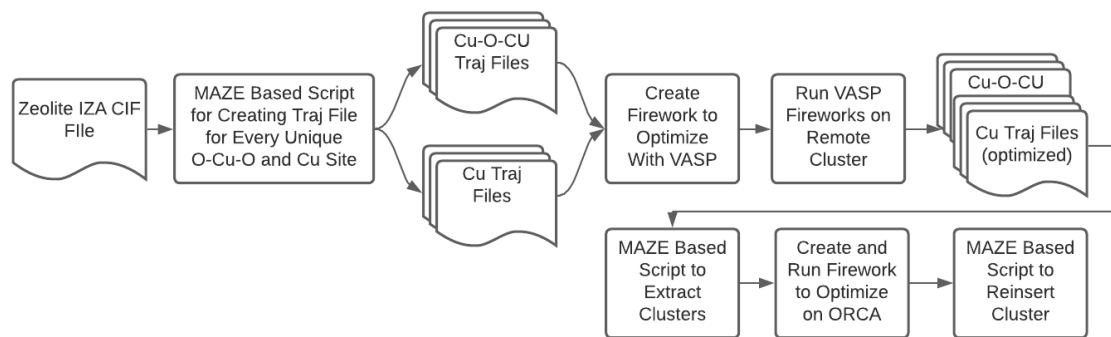 Zeolite IZA CIF
FIle
MAZE Based Script
for Creating Traj File
for Every Unique
O-Cu-O and Cu Site
Cu-O-CU
Traj Files
Cu Traj
Files
Create
Firework to
Optimize
With VASP
Run VASP
Fireworks on
Remote
Cluster
Cu-O-CU
Cu Traj Files
(optimized)
MAZE Based
Script to
Extract
Clusters
Create and
Run Firework
to Optimize
on ORCA
MAZE Based
Script to
Reinsert
Cluster